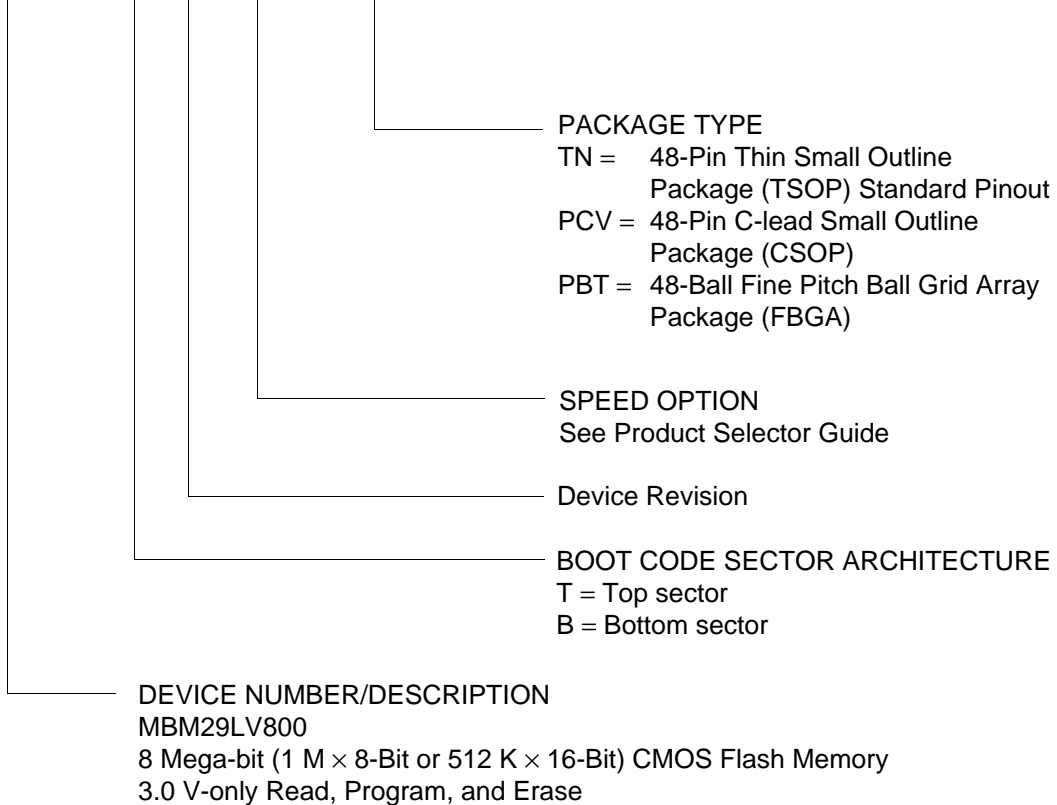 PACKAGE TYPE
TN = 48-Pin Thin Small Outline
Package (TSOP) Standard Pinout
PCV = 48-Pin C-lead Small Outline
Package (CSOP)
PBT = 48-Ball Fine Pitch Ball Grid Array
Package (FBGA)
SPEED OPTION
See Product Selector Guide
Device Revision
BOOT CODE SECTOR ARCHITECTURE
T = Top sector
B = Bottom sector
DEVICE NUMBER/DESCRIPTION
MBM29LV800
8 Mega-bit (1 M × 8-Bit or 512 K × 16-Bit) CMOS Flash Memory
3.0 V-only Read, Program, and Erase